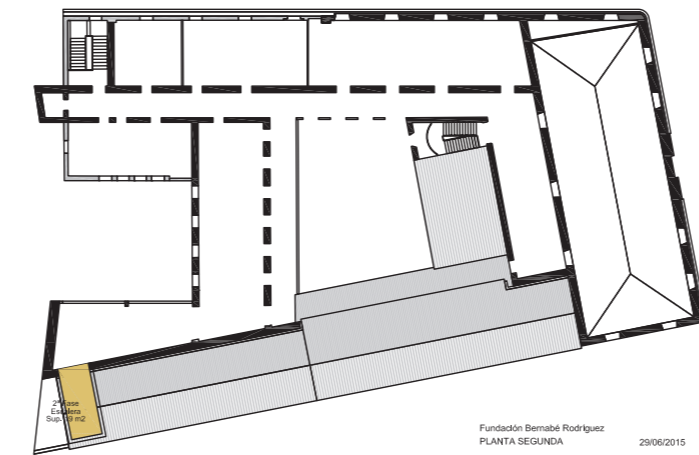 2ª Fase
Escalera
Sup. 19 m2
Fundación Bernabé Rodríguez
PLANTA SEGUNDA
29/06/2015